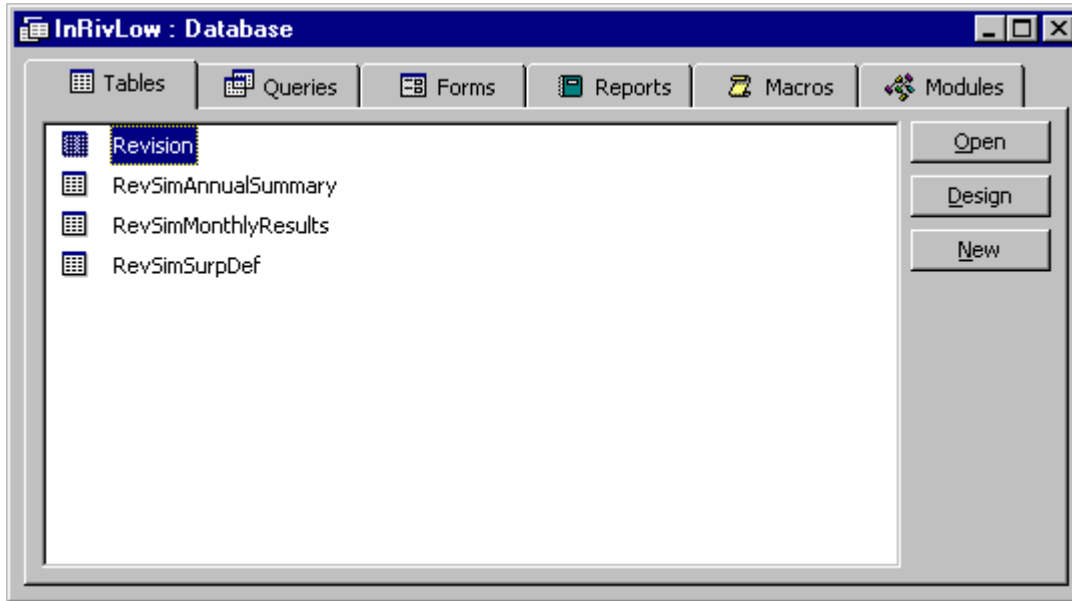 InRivLow : Database
Tables Queries Forms Reports Macros Modules
Revision
RevSimAnnualSummary
RevSimMonthlyResults
RevSimSurpDef
Open
Design
New